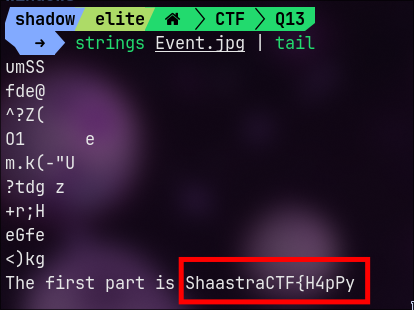 shadow elite CTF Q13
→ strings Event.jpg | tail
umSS
fde@
^?Z(
O1 e
m.k(-"U
?tdg z
+r;H
eGfe
<)kg
The first part is ShaastraCTF{H4pPy